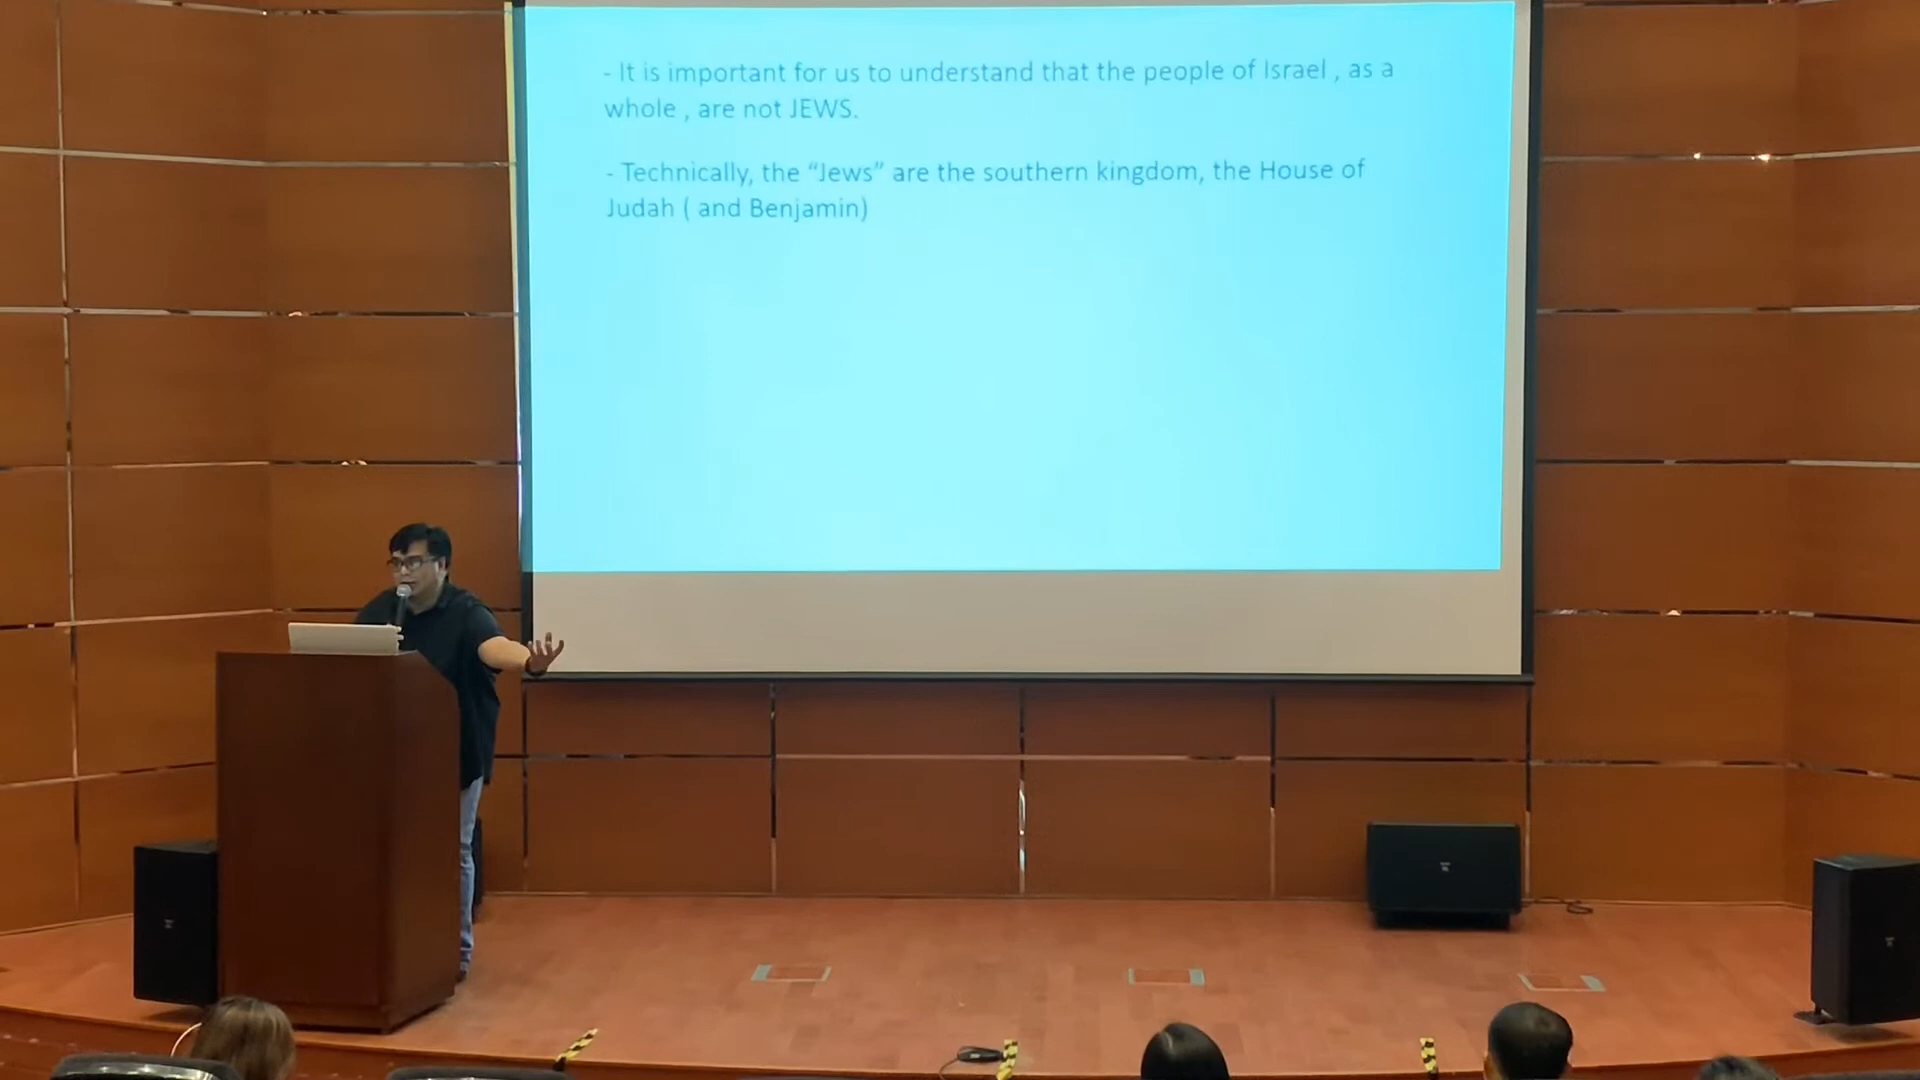 - It is important for us to understand that the people of Israel , as a
whole , are not JEWS.
- Technically, the “Jews” are the southern kingdom, the House of
Judah ( and Benjamin)